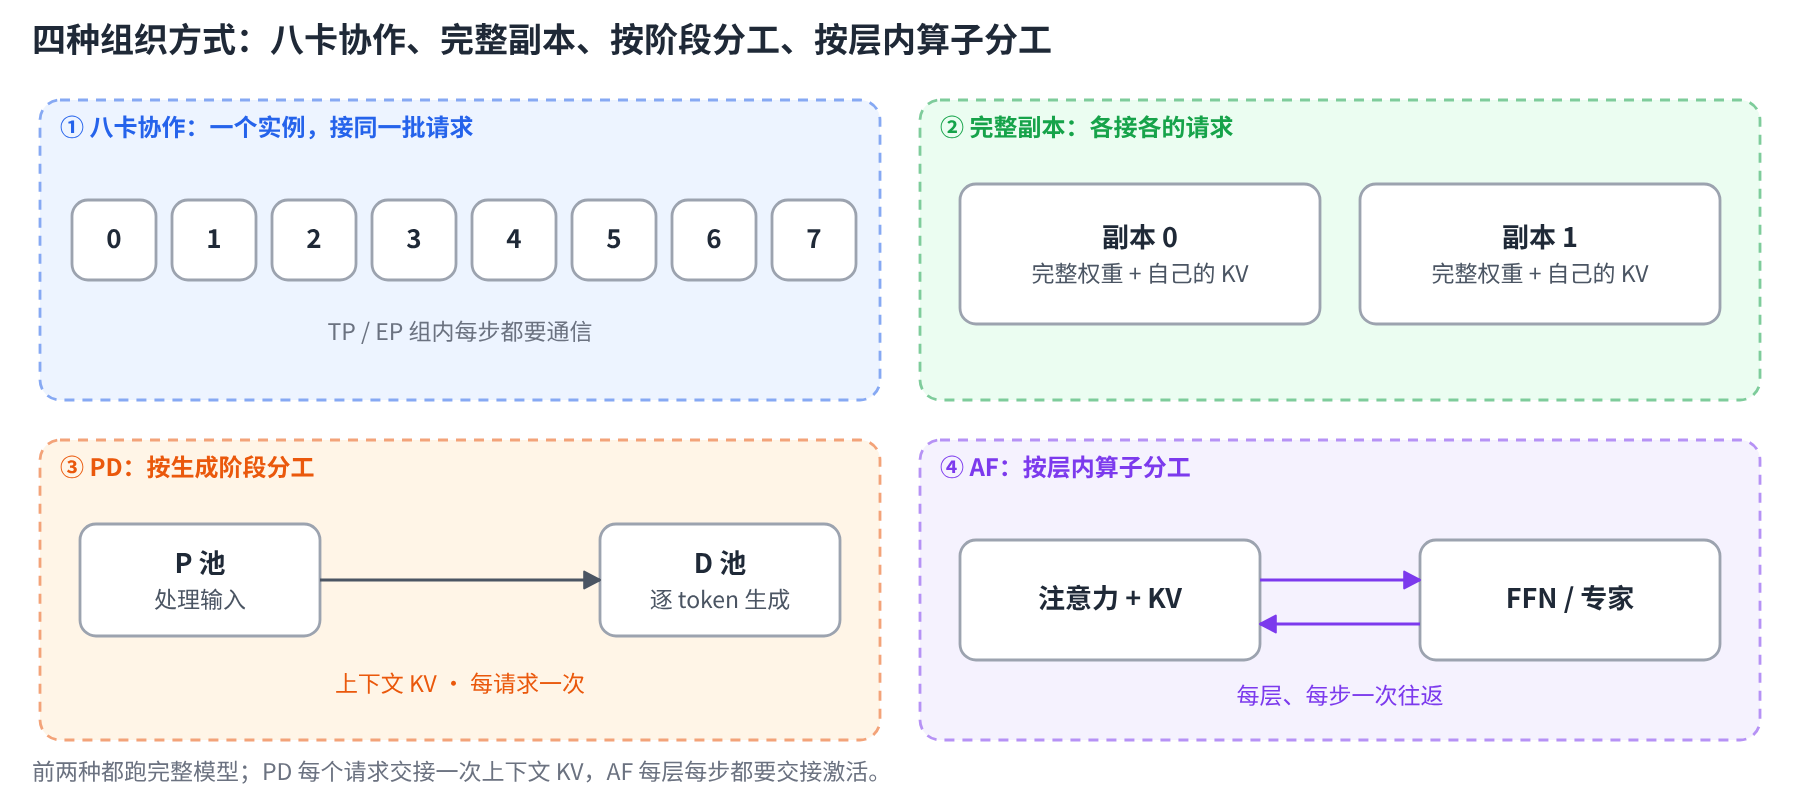 四种组织方式：八卡协作、完整副本、按阶段分工、按层内算子分工
① 八卡协作：一个实例，接同一批请求
0 1 2 3 4 5 6 7
TP / EP 组内每步都要通信
② 完整副本：各接各的请求
副本 0
完整权重 + 自己的 KV
副本 1
完整权重 + 自己的 KV
③ PD：按生成阶段分工
P 池
处理输入
D 池
逐 token 生成
上下文 KV · 每请求一次
④ AF：按层内算子分工
注意力 + KV
FFN / 专家
每层、每步一次往返
前两种都跑完整模型；PD 每个请求交接一次上下文 KV，AF 每层每步都要交接激活。